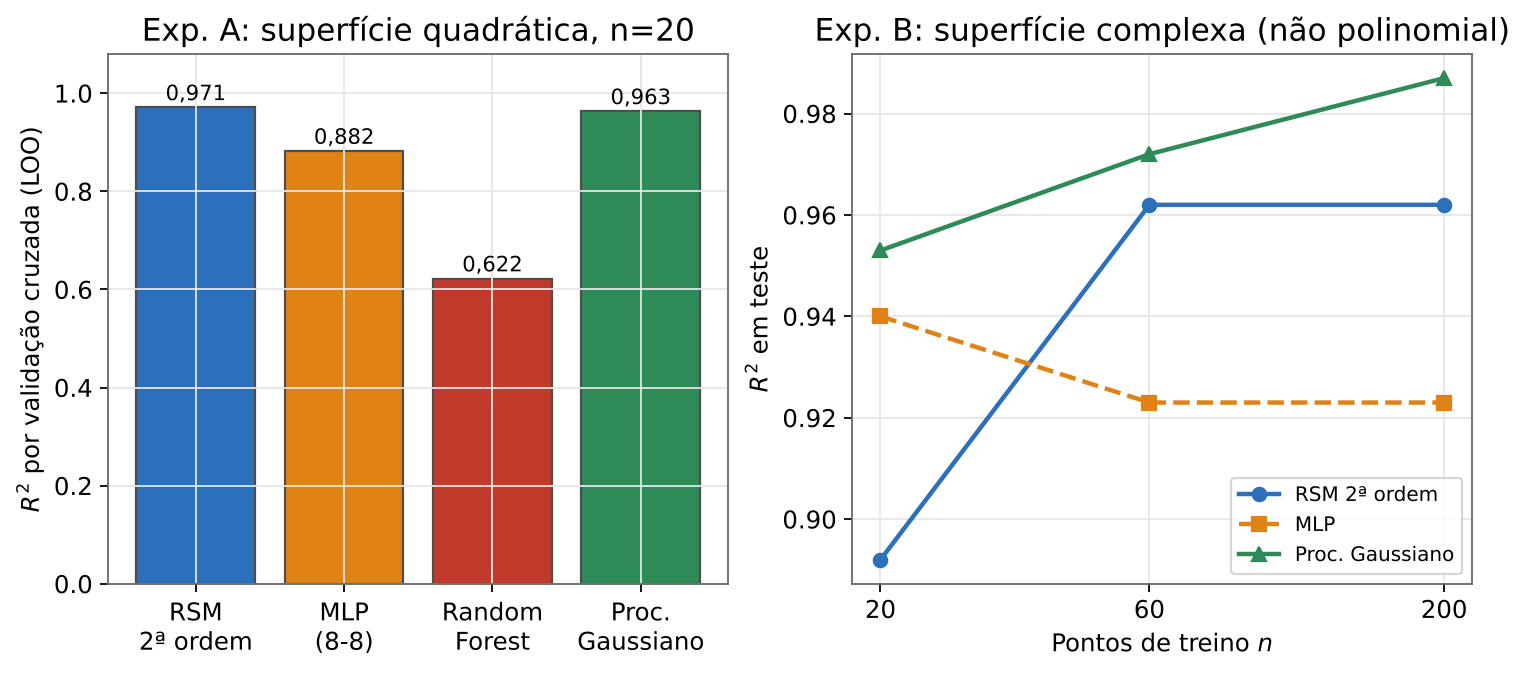 Exp. A: superfície quadrática, n=20
R² por validação cruzada (LOO)
1.0
0.8
0.6
0.4
0.2
0.0
0,971
0,882
0,622
0,963
RSM
2ª ordem
MLP
(8-8)
Random
Forest
Proc.
Gaussiano
Exp. B: superfície complexa (não polinomial)
R² em teste
0.98
0.96
0.94
0.92
0.90
RSM 2ª ordem
MLP
Proc. Gaussiano
20
60
200
Pontos de treino n